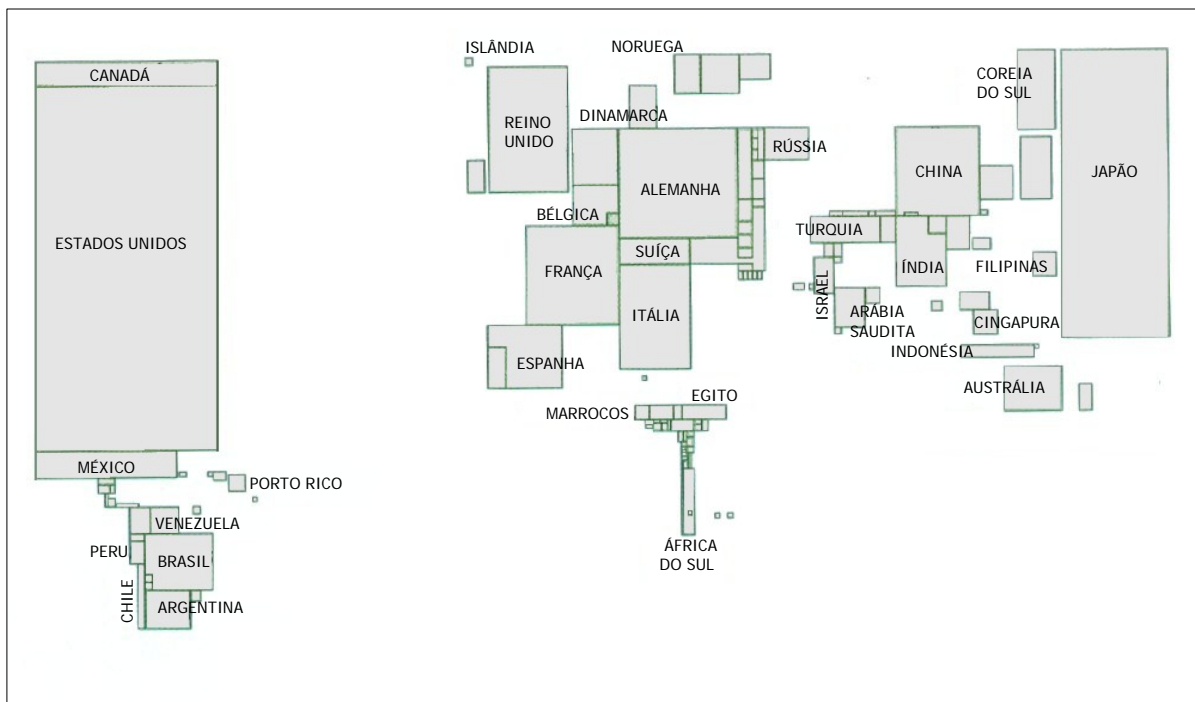 CANADÁ
ESTADOS UNIDOS
MÉXICO
PORTO RICO
VENEZUELA
PERU
BRASIL
CHILE
ARGENTINA
ISLÂNDIA
NORUEGA
REINO
UNIDO
DINAMARCA
ALEMANHA
RÚSSIA
BÉLGICA
FRANÇA
SUÍÇA
ITÁLIA
ESPANHA
MARROCOS
EGITO
ÁFRICA
DO SUL
COREIA
DO SUL
CHINA
JAPÃO
TURQUIA
ÍNDIA
FILIPINAS
ISRAEL
ARÁBIA
SAUDITA
CINGAPURA
INDONÉSIA
AUSTRÁLIA